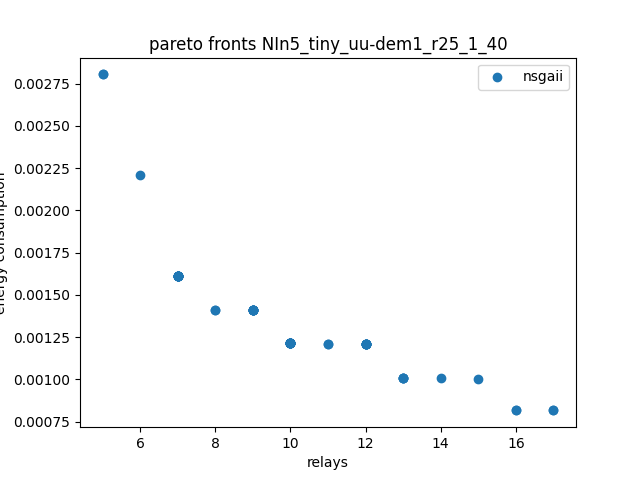 pareto fronts NIn5_tiny_uu-dem1_r25_1_40
nsgaii
0.00275
0.00250
0.00225
0.00200
0.00175
0.00150
0.00125
0.00100
0.00075
energy consumption
6 8 10 12 14 16
relays